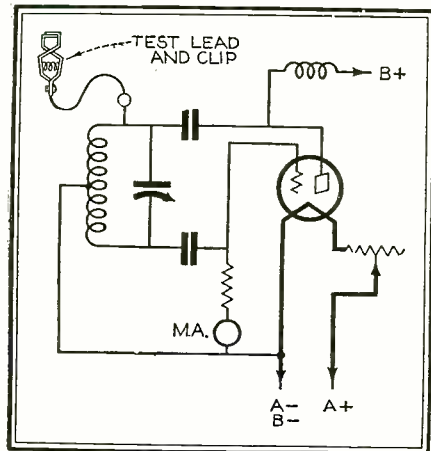 TEST LEAD
AND CLIP
B+
M.A.
A- A+
B-